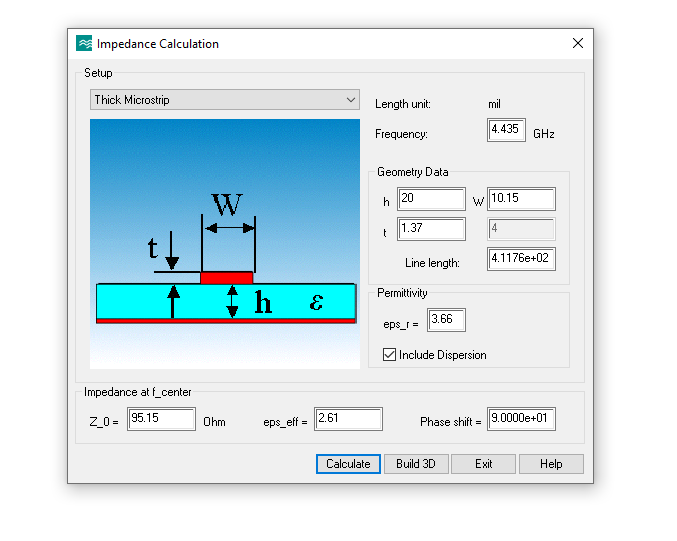 Impedance Calculation
Setup
Thick Microstrip
Length unit: mil
Frequency: 4.435 GHz
Geometry Data
h 20 W 10.15
t 1.37 4
Line length: 4.1176e+02
W
t
h ε
Permittivity
eps_r = 3.66
Include Dispersion
Impedance at f_center
Z_0 = 95.15 Ohm eps_eff = 2.61 Phase shift = 9.0000e+01
Calculate Build 3D Exit Help